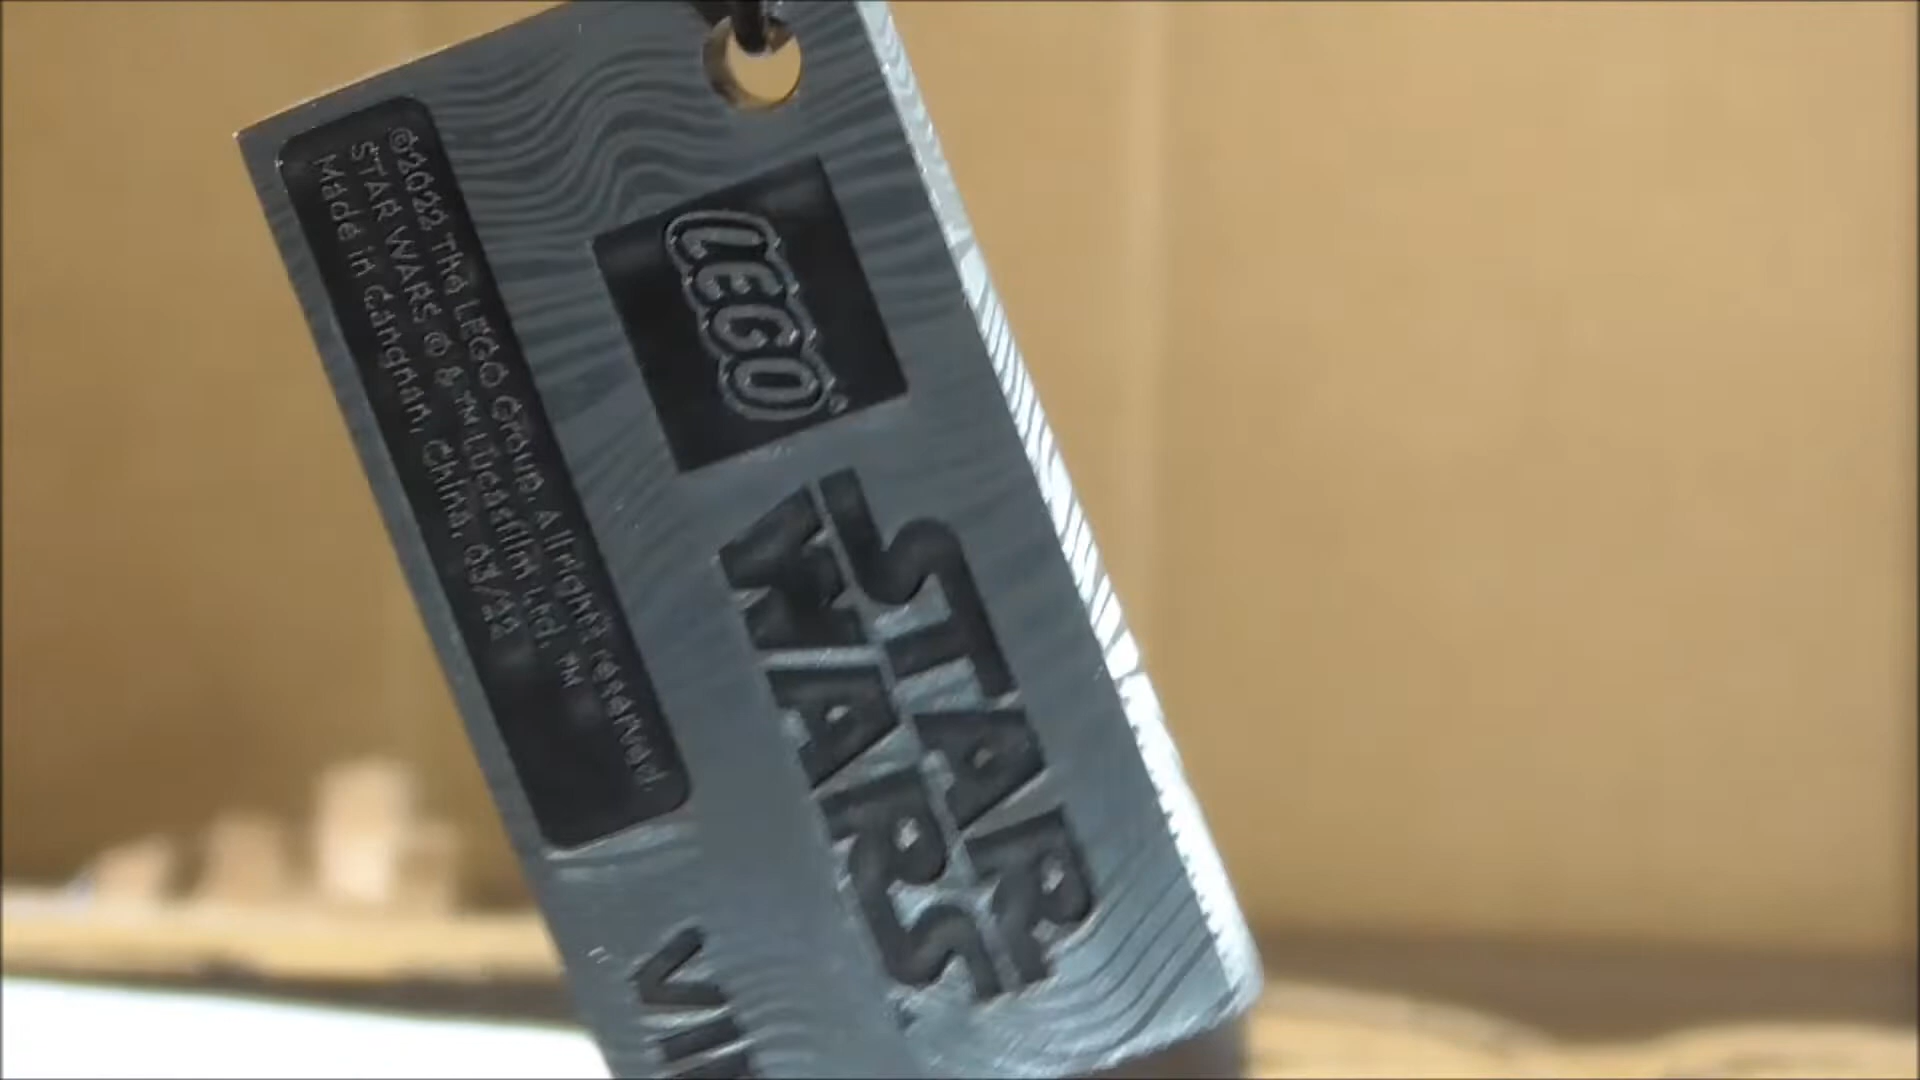 LEGO®
STAR
WARS
©2022 The LEGO Group. All rights reserved.
STAR WARS © & ™ Lucasfilm Ltd. ™
Made in Cangnan, China, 03/22